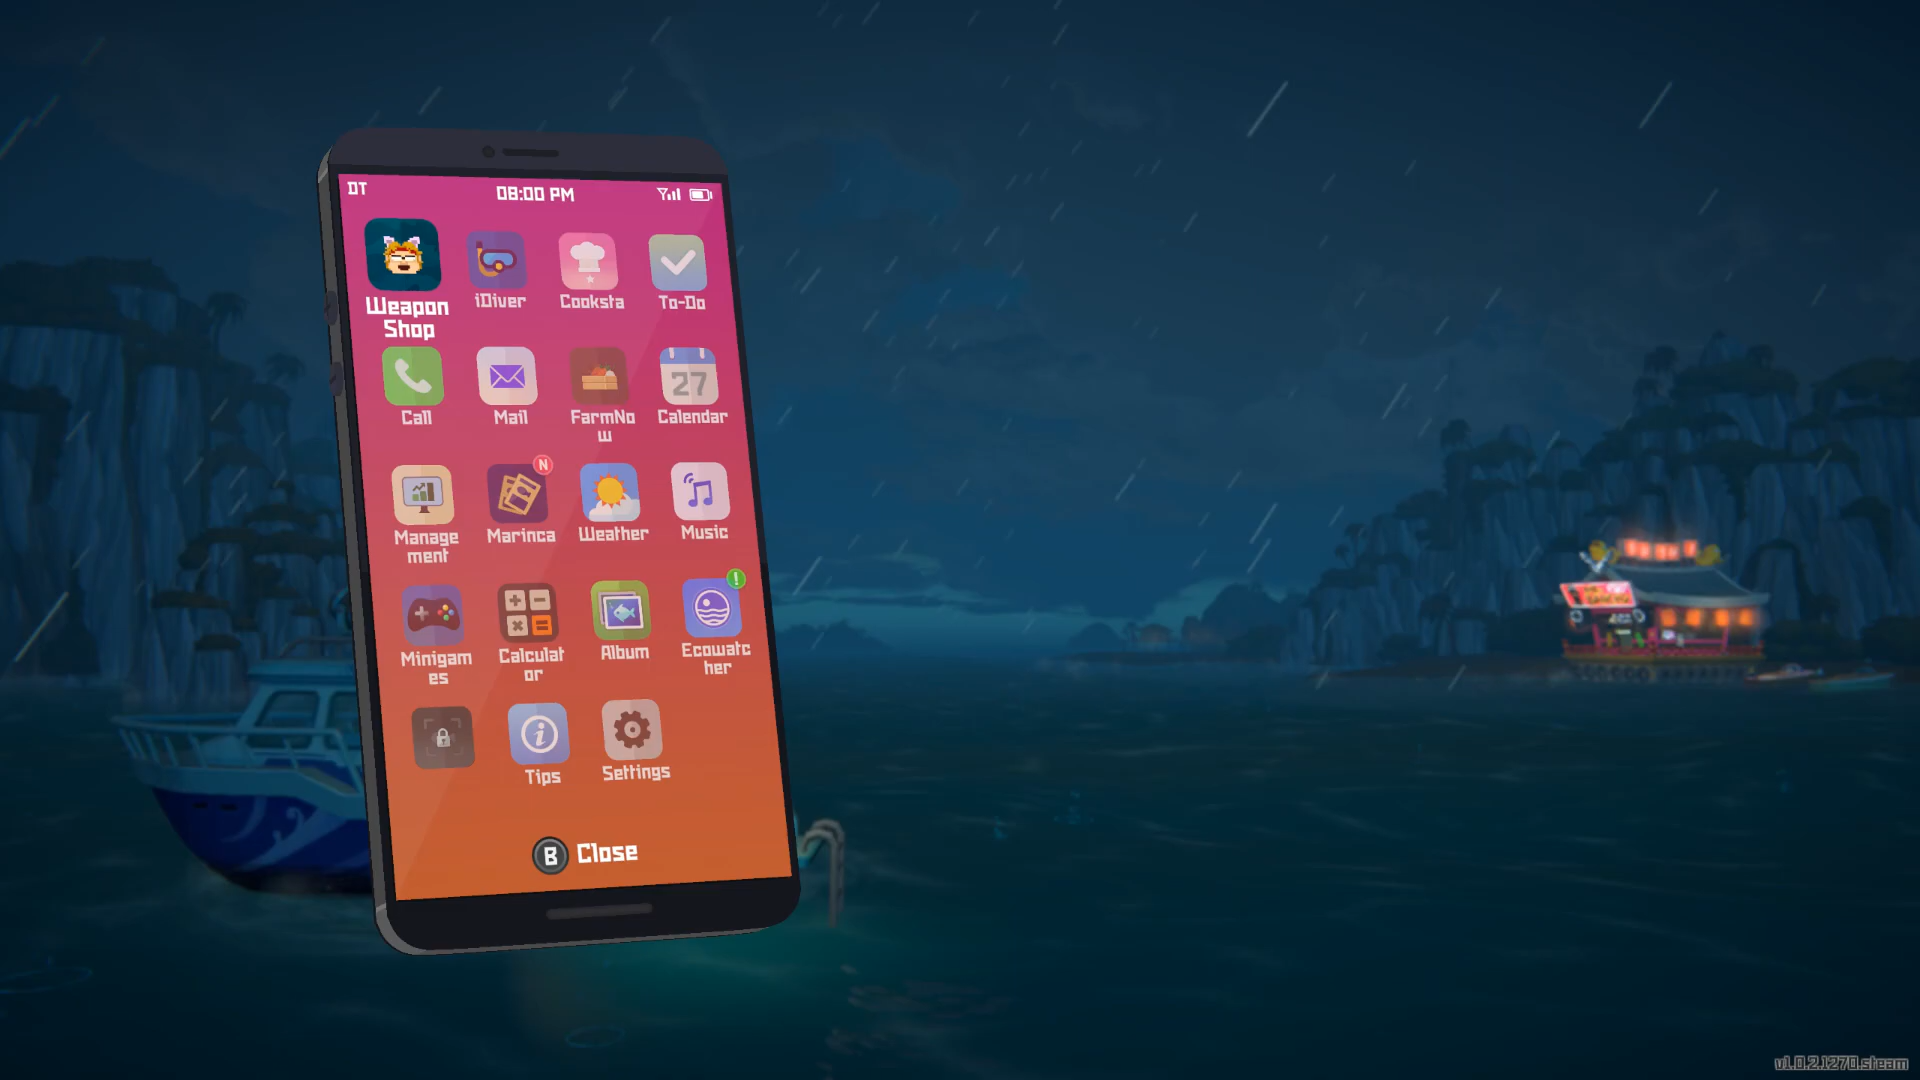 DT
08:00 PM
Weapon
Shop
iDiver
Cooksta
To-Do
Call
Mail
FarmNo
w
27
Calendar
Manage
ment
N
Marinca
Weather
Music
Minigam
es
Calculat
or
Album
!
Ecowatc
her
Tips
Settings
B Close
v1.0.2.1270.steam